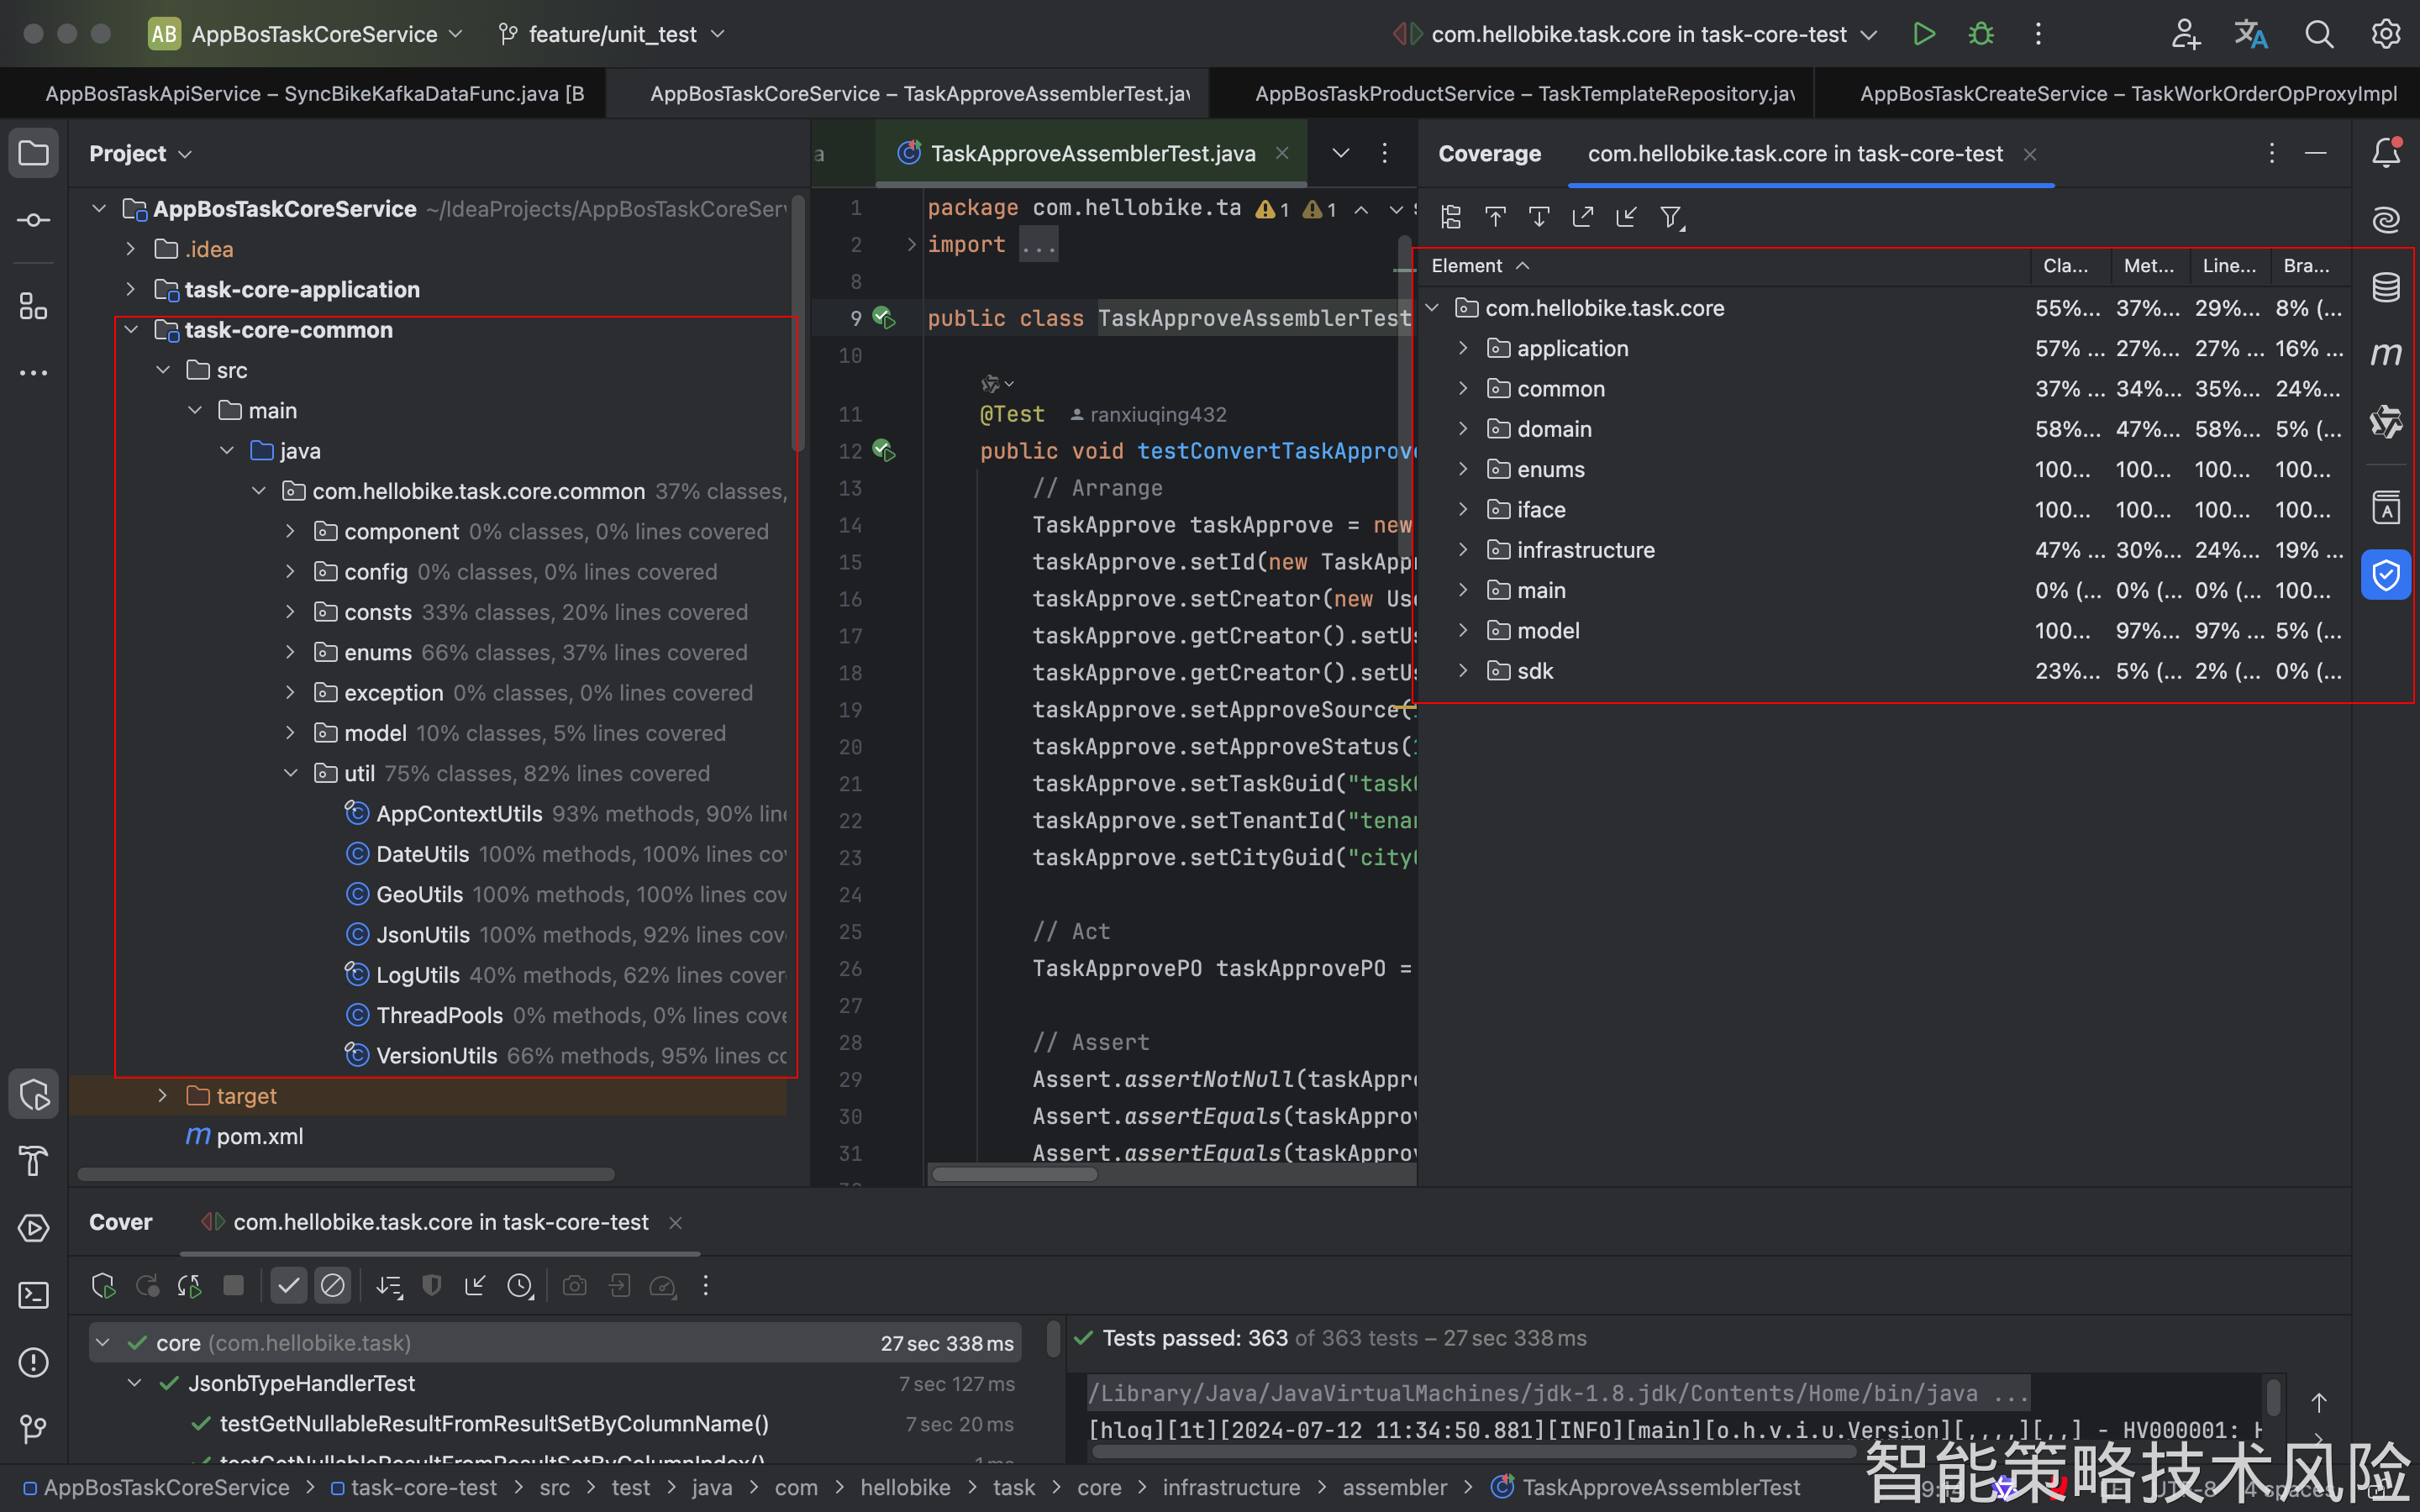 AB AppBosTaskCoreService feature/unit_test com.hellobike.task.core in task-core-test
AppBosTaskApiService – SyncBikeKafkaDataFunc.java [B
AppBosTaskCoreService – TaskApproveAssemblerTest.jav
AppBosTaskProductService – TaskTemplateRepository.jav
AppBosTaskCreateService – TaskWorkOrderOpProxyImpl
Project
AppBosTaskCoreService ~/IdeaProjects/AppBosTaskCoreSer
.idea
task-core-application
task-core-common
src
main
java
com.hellobike.task.core.common 37% classes,
component 0% classes, 0% lines covered
config 0% classes, 0% lines covered
consts 33% classes, 20% lines covered
enums 66% classes, 37% lines covered
exception 0% classes, 0% lines covered
model 10% classes, 5% lines covered
util 75% classes, 82% lines covered
AppContextUtils 93% methods, 90% line
DateUtils 100% methods, 100% lines co
GeoUtils 100% methods, 100% lines cov
JsonUtils 100% methods, 92% lines cov
LogUtils 40% methods, 62% lines cover
ThreadPools 0% methods, 0% lines cove
VersionUtils 66% methods, 95% lines co
target
m pom.xml
a TaskApproveAssemblerTest.java
1 package com.hellobike.ta 1 1
2 import ...
8
9 public class TaskApproveAssemblerTest
10
11 @Test ranxiuqing432
12 public void testConvertTaskApprove
13 // Arrange
14 TaskApprove taskApprove = new
15 taskApprove.setId(new TaskApp
16 taskApprove.setCreator(new Us
17 taskApprove.getCreator().setU
18 taskApprove.getCreator().setU
19 taskApprove.setApproveSource(
20 taskApprove.setApproveStatus(
21 taskApprove.setTaskGuid("task
22 taskApprove.setTenantId("tena
23 taskApprove.setCityGuid("city
24
25 // Act
26 TaskApprovePO taskApprovePO =
27
28 // Assert
29 Assert.assertNotNull(taskAppr
30 Assert.assertEquals(taskApprov
31 Assert.assertEquals(taskApprov
Coverage com.hellobike.task.core in task-core-test
Element Cla... Met... Line... Bra...
com.hellobike.task.core 55%... 37%... 29%... 8% (...
application 57% ... 27%... 27% ... 16% ...
common 37% ... 34%... 35%... 24%...
domain 58%... 47%... 58%... 5% (...
enums 100... 100... 100... 100...
iface 100... 100... 100... 100...
infrastructure 47% ... 30%... 24%... 19% ...
main 0% (... 0% (... 0% (... 100...
model 100... 97%... 97% ... 5% (...
sdk 23%... 5% (... 2% (... 0% (...
Cover com.hellobike.task.core in task-core-test
core (com.hellobike.task) 27 sec 338 ms
JsonbTypeHandlerTest 7 sec 127 ms
testGetNullableResultFromResultSetByColumnName() 7 sec 20 ms
testGetNullableResultFromResultSetByColumnIndex() 1 ms
Tests passed: 363 of 363 tests – 27 sec 338 ms
/Library/Java/JavaVirtualMachines/jdk-1.8.jdk/Contents/Home/bin/java ...
[hlog][1t][2024-07-12 11:34:50.881][INFO][main][o.h.v.i.u.Version][,,,,][,,] - HV000001: H
AppBosTaskCoreService task-core-test src test java com hellobike task core infrastructure assembler TaskApproveAssemblerTest
4 spaces
智能策略技术风险